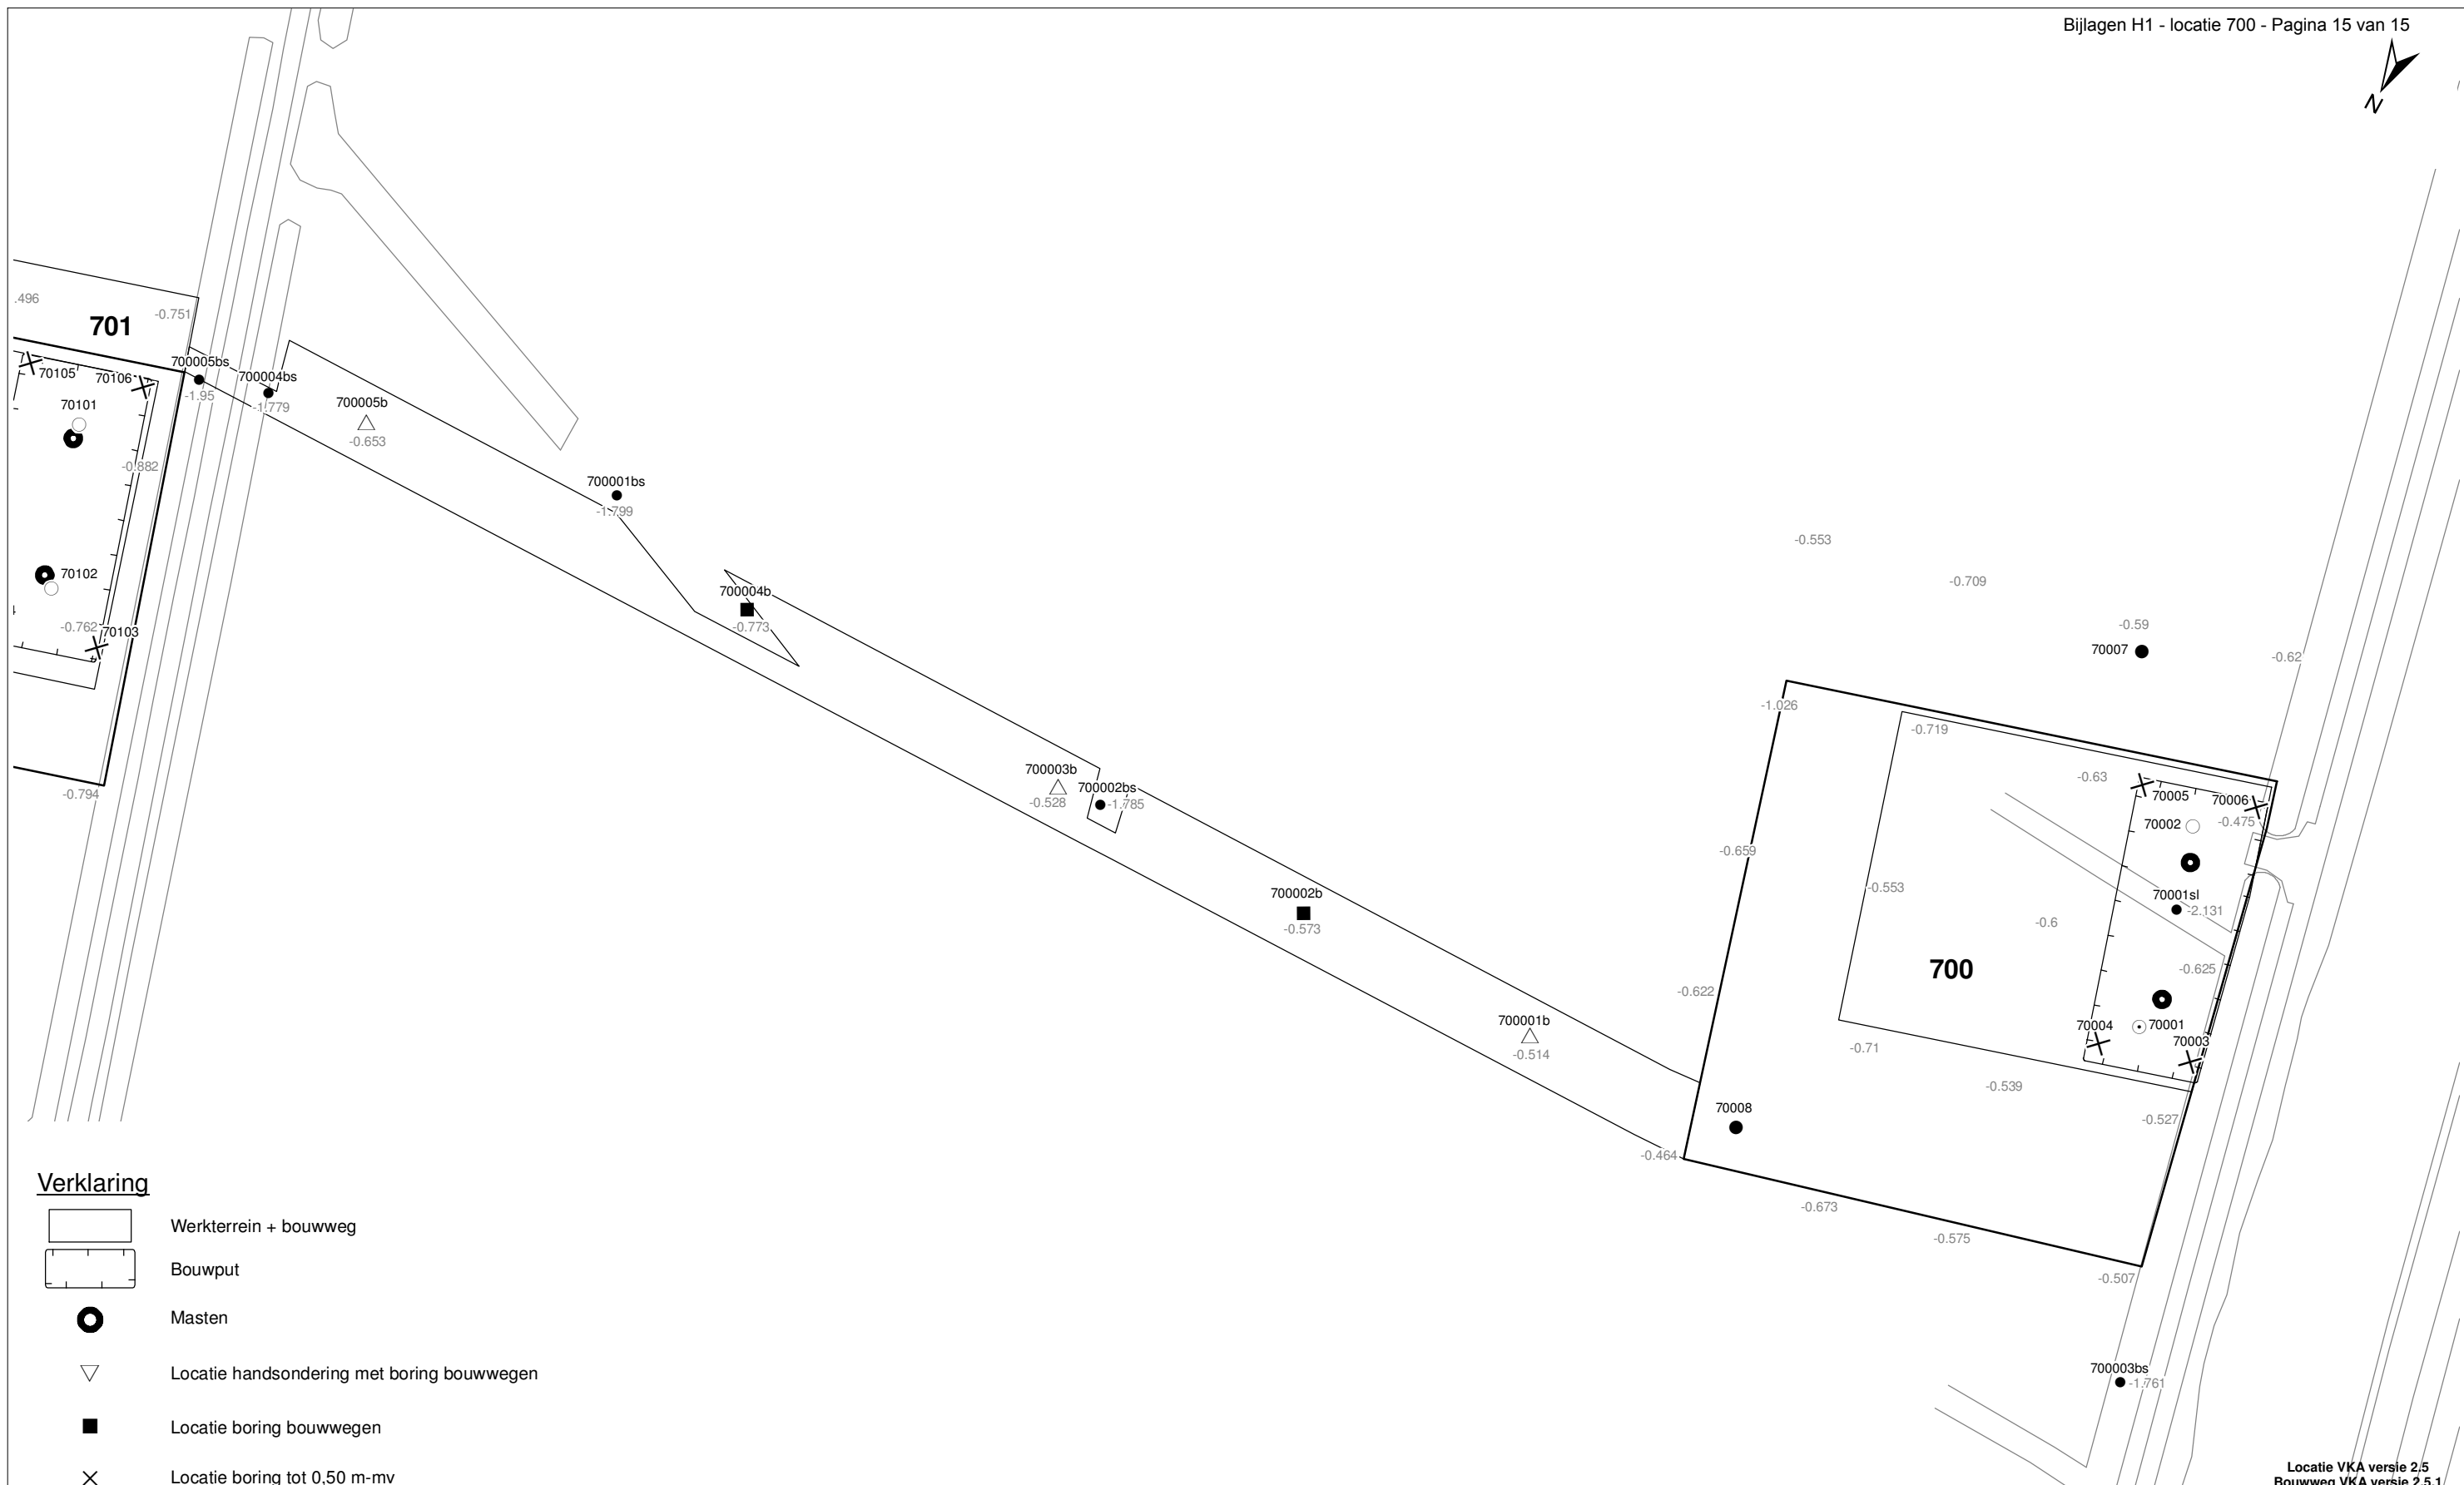 Bijlagen H1 - locatie 700 - Pagina 15 van 15
N
.496
-0.751
701
700005bs
70105
70106
700004bs
-1.95
-1.779
700005b
-0.653
70101
-0.882
700001bs
-1.799
-0.553
70102
-0.709
700004b
-0.773
-0.762
70103
-0.59
70007
-0.62
-1.026
-0.719
700003b
-0.63
-0.528
700002bs
-1.785
-0.794
70005
70006
70002
-0.475
-0.659
-0.553
700002b
-0.573
70001sl
-2.131
-0.6
700
-0.625
-0.622
700001b
-0.514
70004
70001
70003
-0.71
-0.539
70008
-0.527
-0.464
-0.673
-0.575
-0.507
700003bs
-1.761
Verklaring
Werkterrein + bouwweg
Bouwput
Masten
Locatie handsondering met boring bouwwegen
Locatie boring bouwwegen
Locatie boring tot 0,50 m-mv
Locatie VKA versie 2.5
Bouwweg VKA versie 2.5.1